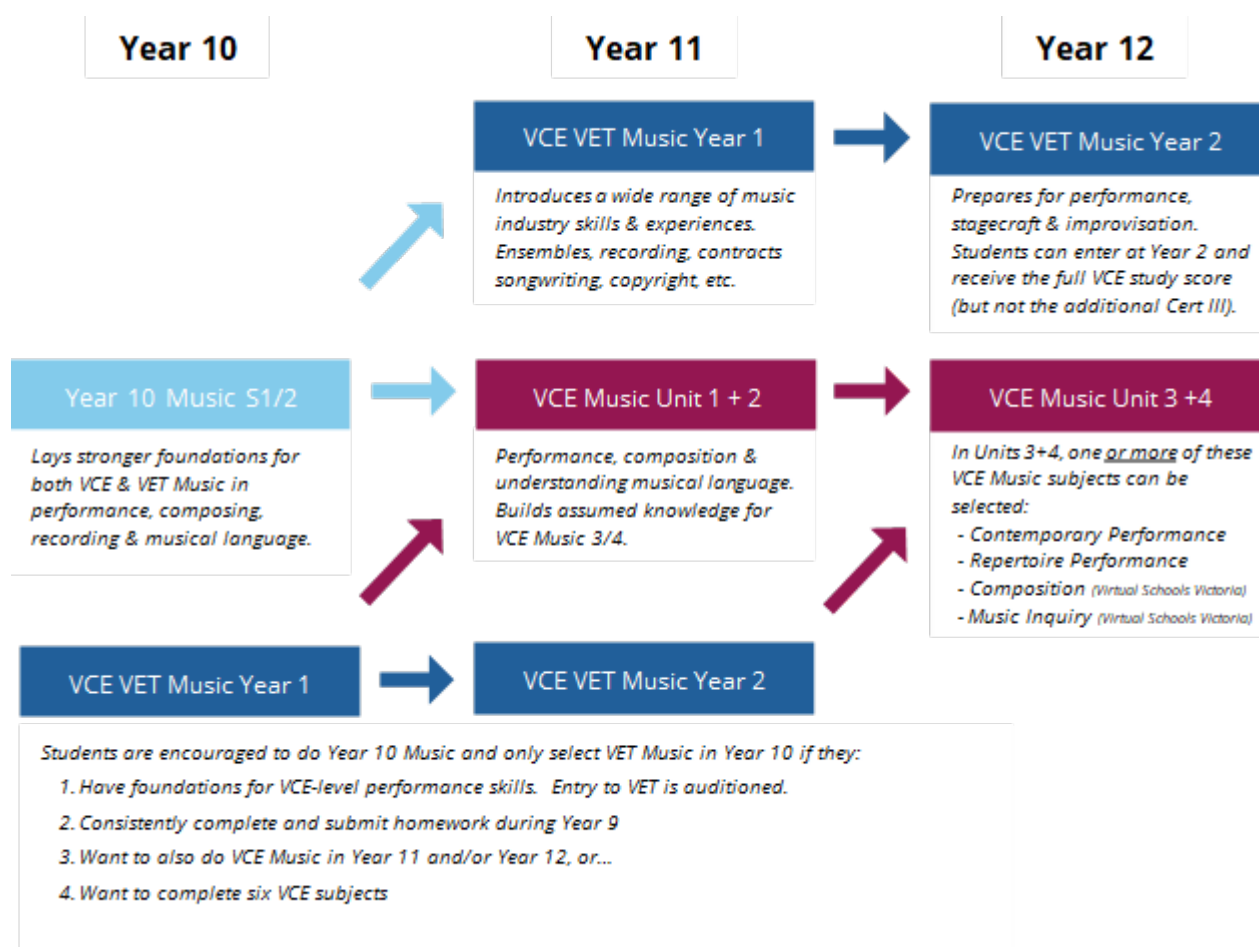 Year 10
Year 11
Year 12
VCE VET Music Year 1
Introduces a wide range of music
industry skills & experiences.
Ensembles, recording, contracts
songwriting, copyright, etc.
VCE VET Music Year 2
Prepares for performance,
stagecraft & improvisation.
Students can enter at Year 2 and
receive the full VCE study score
(but not the additional Cert III).
Year 10 Music S1/2
Lays stronger foundations for
both VCE & VET Music in
performance, composing,
recording & musical language.
VCE Music Unit 1 + 2
Performance, composition &
understanding musical language.
Builds assumed knowledge for
VCE Music 3/4.
VCE Music Unit 3 +4
In Units 3+4, one or more of these
VCE Music subjects can be
selected:
- Contemporary Performance
- Repertoire Performance
- Composition (Virtual Schools Victoria)
- Music Inquiry (Virtual Schools Victoria)
VCE VET Music Year 1
VCE VET Music Year 2
Students are encouraged to do Year 10 Music and only select VET Music in Year 10 if they:
1. Have foundations for VCE-level performance skills. Entry to VET is auditioned.
2. Consistently complete and submit homework during Year 9
3. Want to also do VCE Music in Year 11 and/or Year 12, or...
4. Want to complete six VCE subjects